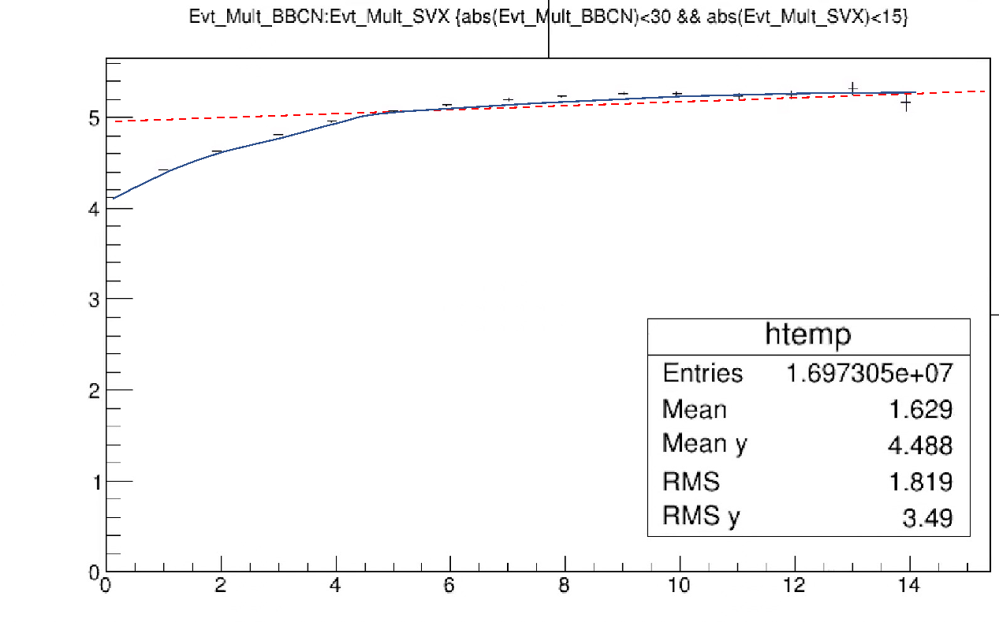 Evt_Mult_BBCN:Evt_Mult_SVX {abs(Evt_Mult_BBCN)<30 && abs(Evt_Mult_SVX)<15}
5
4
3
2
1
0
htemp
Entries 1.697305e+07
Mean 1.629
Mean y 4.488
RMS 1.819
RMS y 3.49
0 2 4 6 8 10 12 14